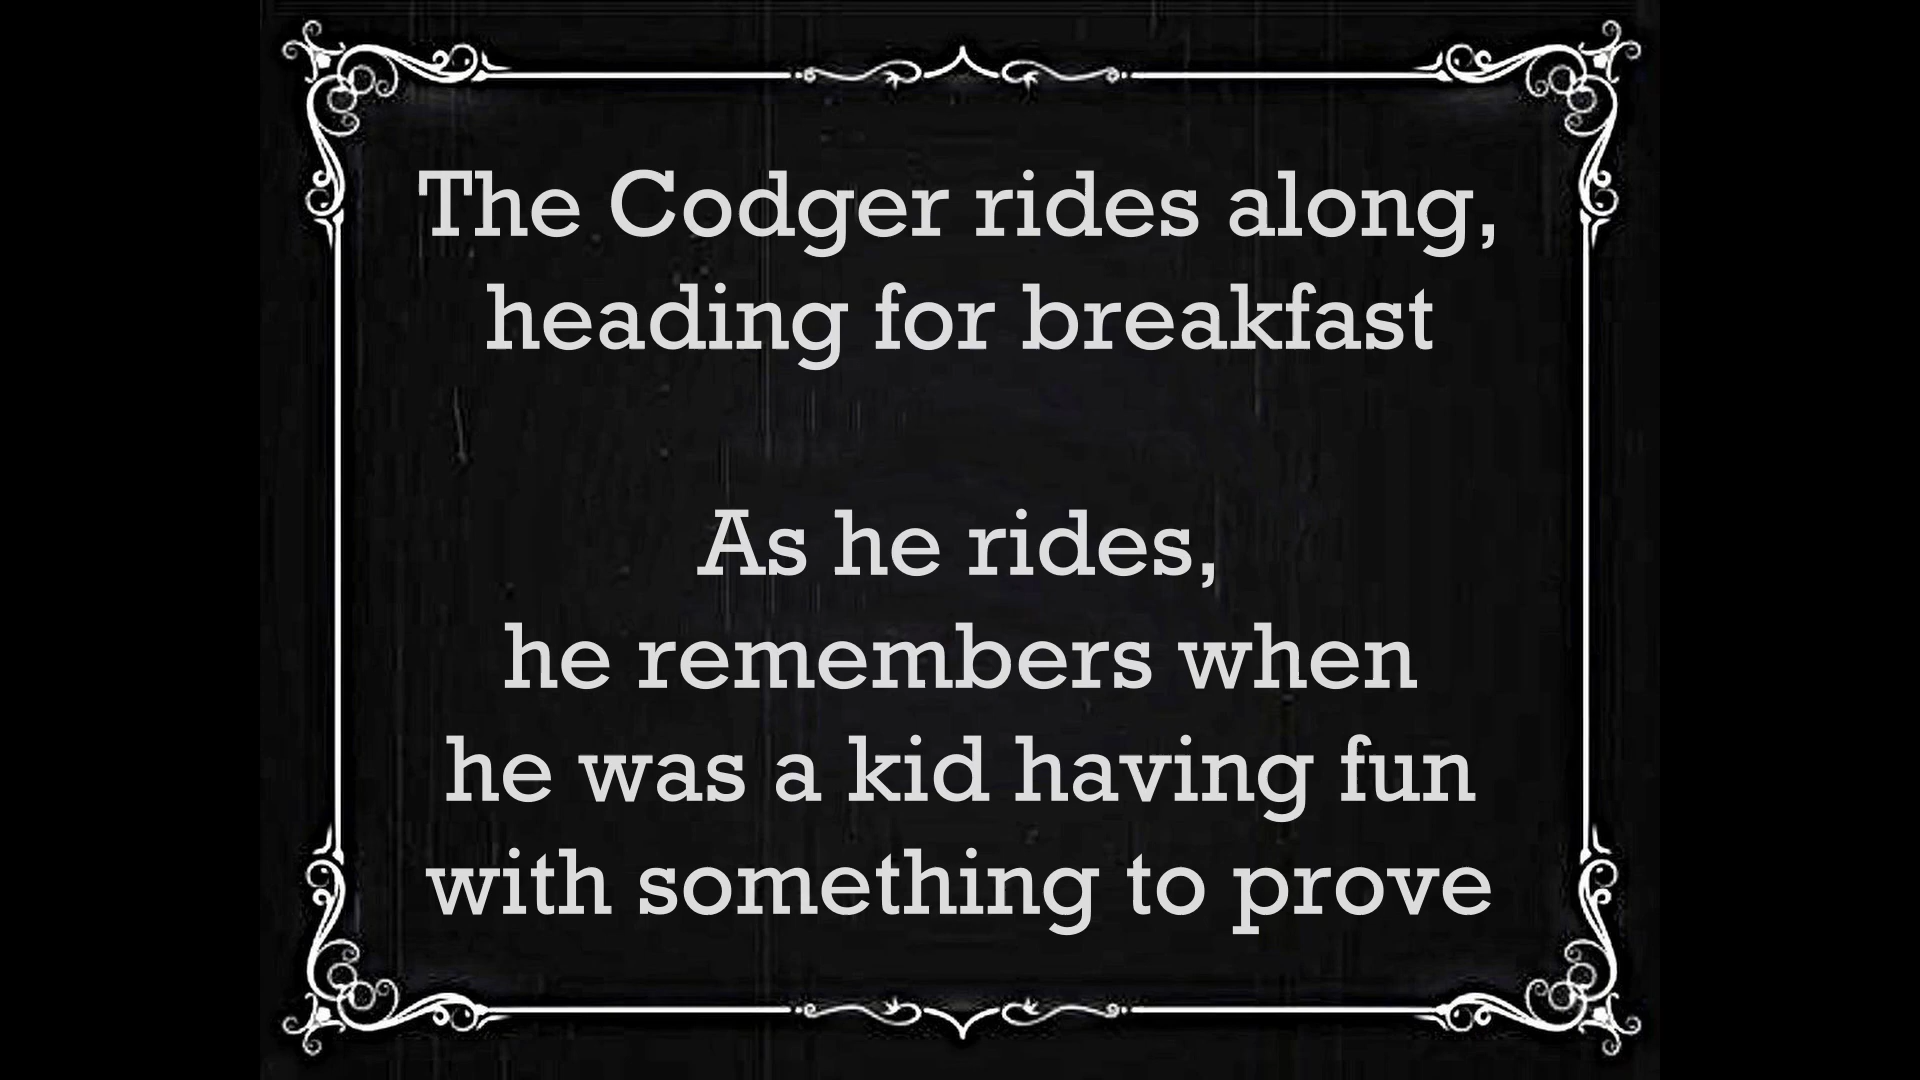 The Codger rides along,
heading for breakfast
As he rides,
he remembers when
he was a kid having fun
with something to prove